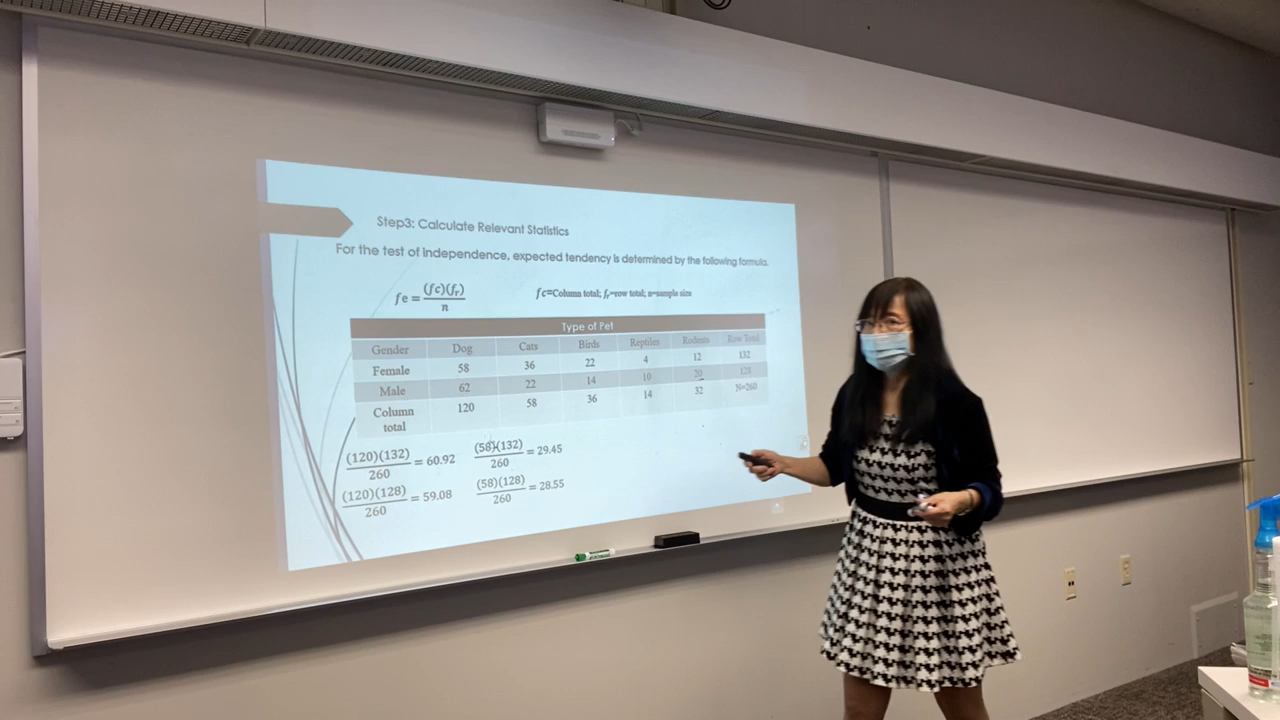 Step3: Calculate Relevant Statistics
For the test of independence, expected tendency is determined by the following formula.
fe = (fc)(fr) / n
fc=Column total; fr=row total; n=sample size
Type of Pet
Gender Dog Cats Birds Reptiles Rodents Row Total
Female 58 36 22 4 12 132
Male 62 22 14 10 20 128
Column total 120 58 36 14 32 N=260
(120)(132) / 260 = 60.92
(58)(132) / 260 = 29.45
(120)(128) / 260 = 59.08
(58)(128) / 260 = 28.55